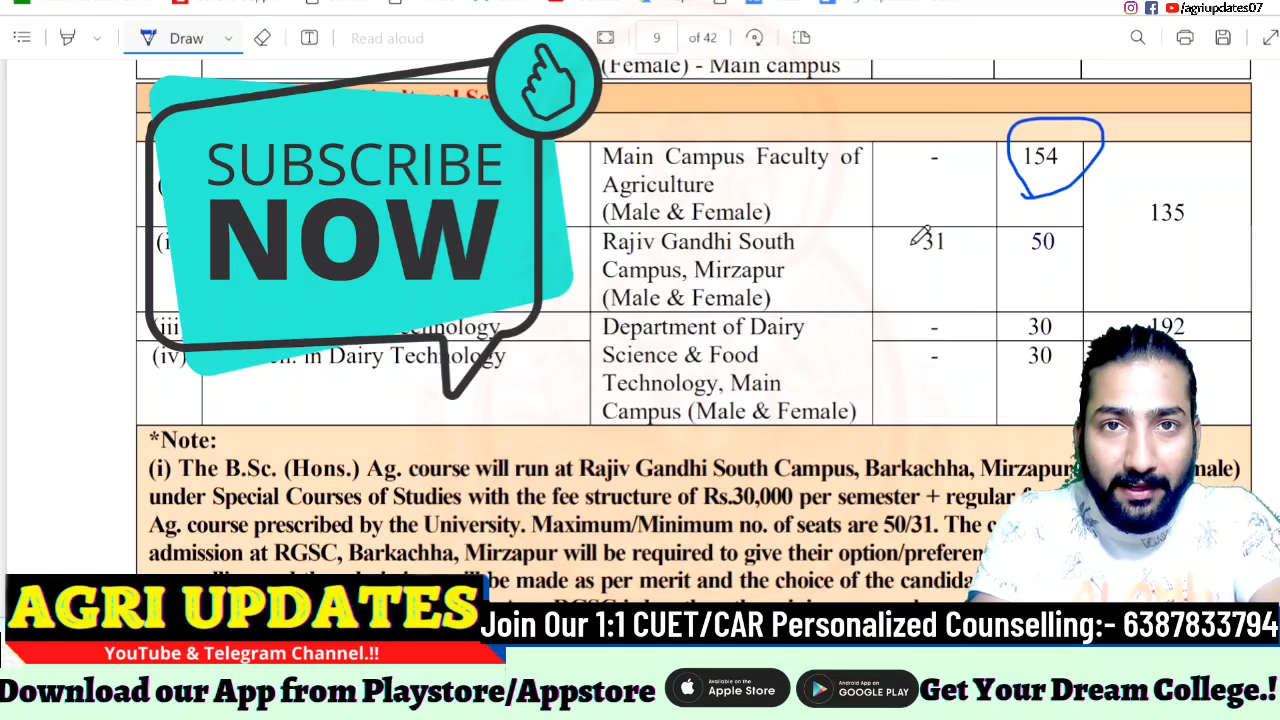 /agriupdates07
Draw
Read aloud
9 of 42
(Female) - Main campus
SUBSCRIBE
NOW
Main Campus Faculty of
Agriculture
(Male & Female)
-
154
135
Rajiv Gandhi South
Campus, Mirzapur
(Male & Female)
31
50
(iii
Department of Dairy
-
30
192
(iv)
in Dairy Technology
Science & Food
-
30
Technology, Main
Campus (Male & Female)
*Note:
(i) The B.Sc. (Hons.) Ag. course will run at Rajiv Gandhi South Campus, Barkachha, Mirzapur
under Special Courses of Studies with the fee structure of Rs.30,000 per semester + regular
Ag. course prescribed by the University. Maximum/Minimum no. of seats are 50/31. The
admission at RGSC, Barkachha, Mirzapur will be required to give their option/
be made as per merit and the choice of the
AGRI UPDATES
YouTube & Telegram Channel.!!
Join Our 1:1 CUET/CAR Personalized Counselling:- 6387833794
Download our App from Playstore/Appstore
Available on the
Apple Store
Android App on
GOOGLE PLAY
Get Your Dream College.!